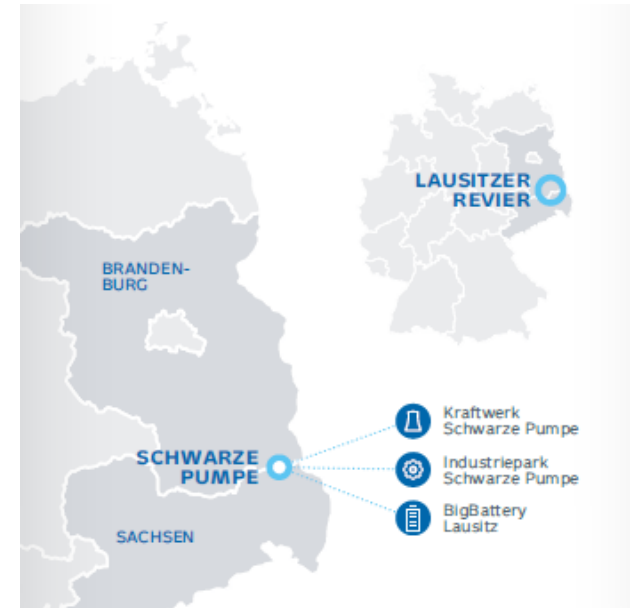 LAUSITZER
REVIER
BRANDEN-
BURG
SCHWARZE
PUMPE
SACHSEN
Kraftwerk
Schwarze Pumpe
Industriepark
Schwarze Pumpe
BigBattery
Lausitz